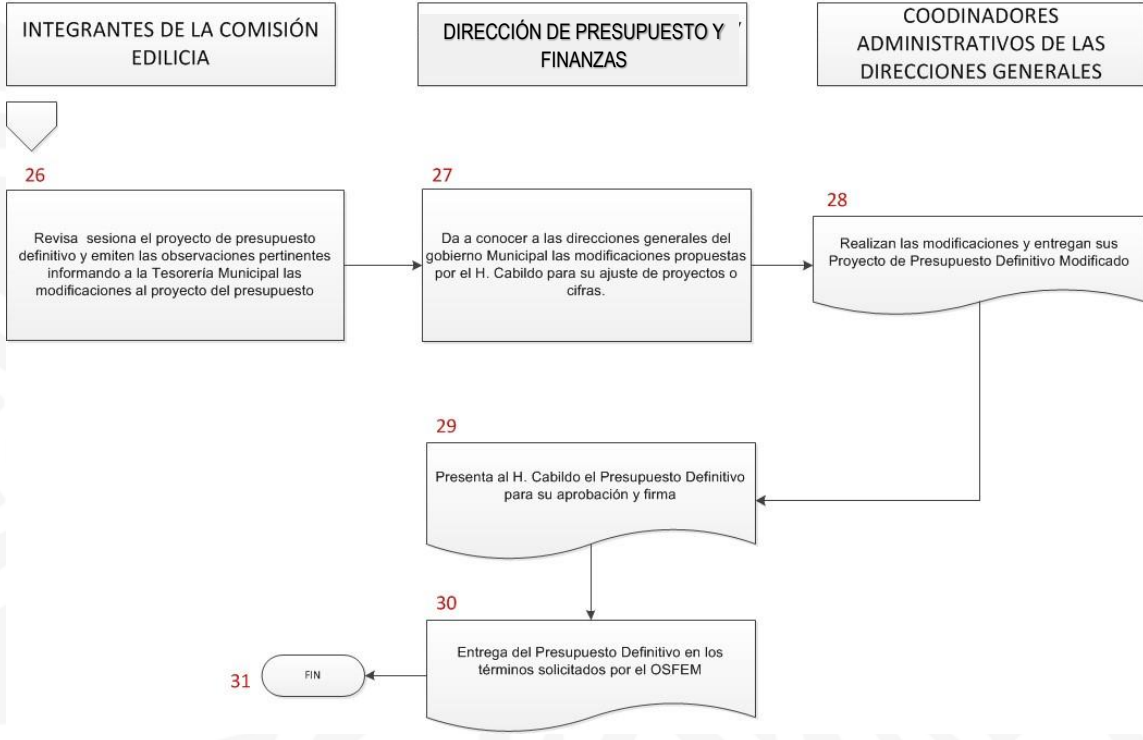 INTEGRANTES DE LA COMISIÓN
EDILICIA
DIRECCIÓN DE PRESUPUESTO Y
FINANZAS
COODINADORES
ADMINISTRATIVOS DE LAS
DIRECCIONES GENERALES
26
Revisa sesiona el proyecto de presupuesto
definitivo y emiten las observaciones pertinentes
informando a la Tesorería Municipal las
modificaciones al proyecto del presupuesto
27
Da a conocer a las direcciones generales del
gobierno Municipal las modificaciones propuestas
por el H. Cabildo para su ajuste de proyectos o
cifras.
28
Realizan las modificaciones y entregan sus
Proyecto de Presupuesto Definitivo Modificado
29
Presenta al H. Cabildo el Presupuesto Definitivo
para su aprobación y firma
30
Entrega del Presupuesto Definitivo en los
términos solicitados por el OSFEM
31
FIN